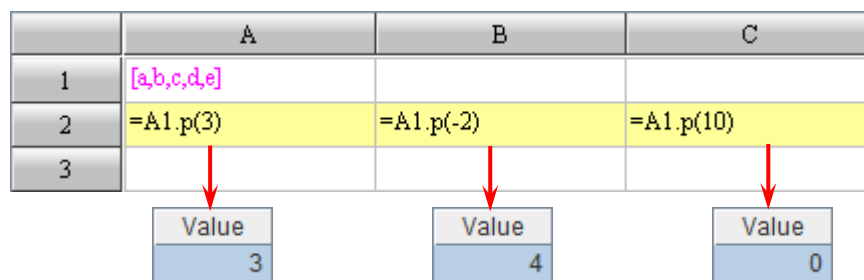 A B C
1 [a,b,c,d,e]
2 =A1.p(3) =A1.p(-2) =A1.p(10)
3
Value Value Value
3 4 0